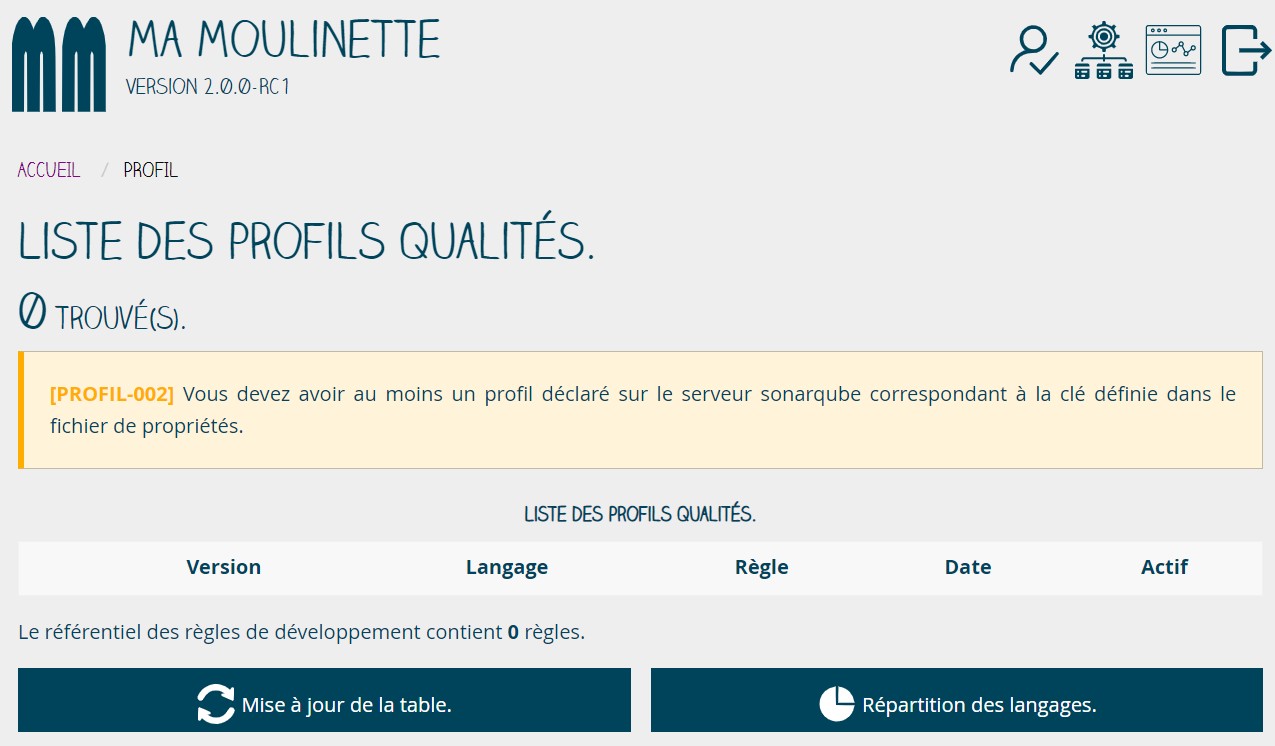 MA MOULINETTE
VERSION 2.0.0-RC1
ACCUEIL / PROFIL
LISTE DES PROFILS QUALITÉS.
0 TROUVÉ(S).
[PROFIL-002] Vous devez avoir au moins un profil déclaré sur le serveur sonarqube correspondant à la clé définie dans le
fichier de propriétés.
LISTE DES PROFILS QUALITÉS.
Version Langage Règle Date Actif
Le référentiel des règles de développement contient 0 règles.
Mise à jour de la table. Répartition des langages.